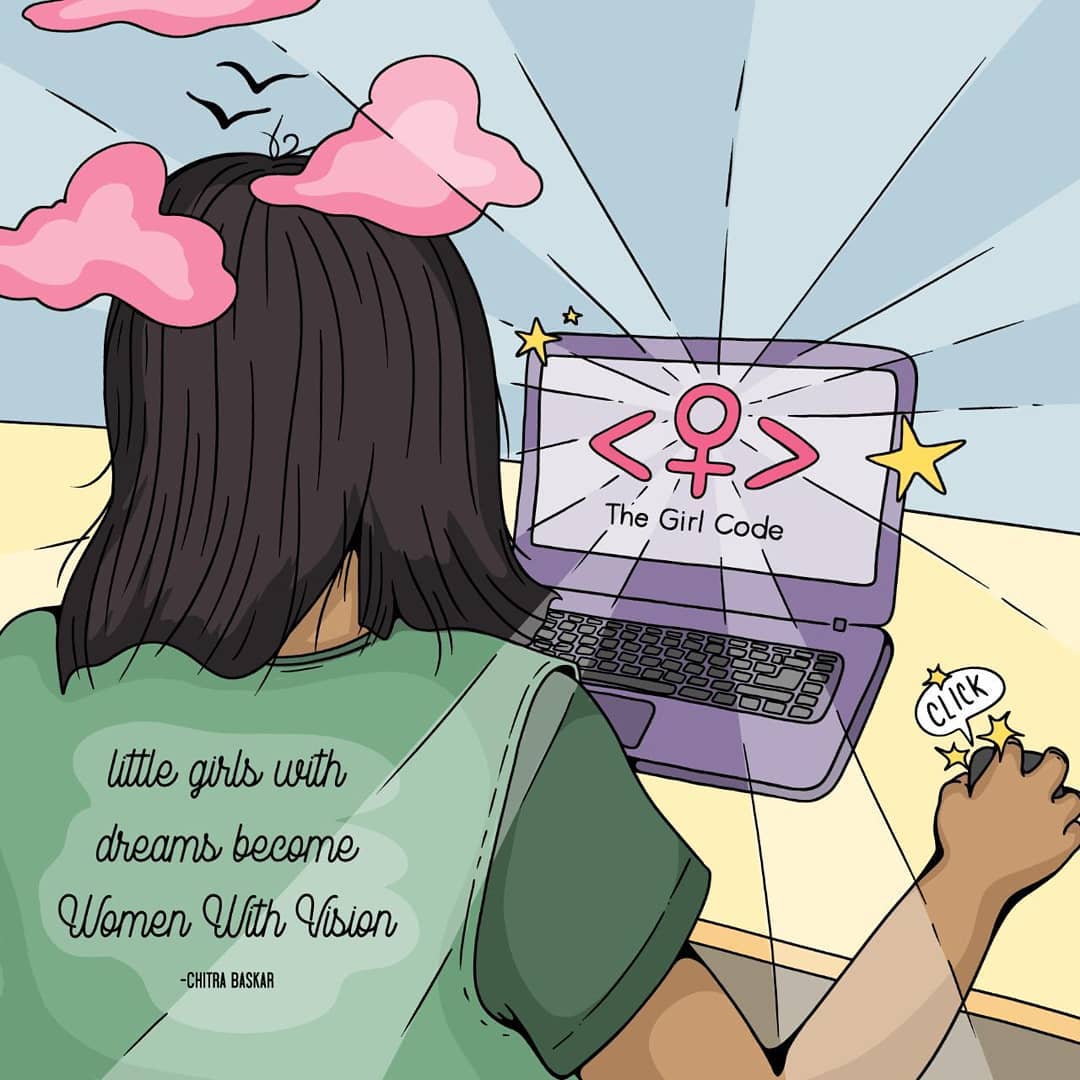 The Girl Code
CLICK
little girls with
dreams become
Women With Vision
-CHITRA BASKAR